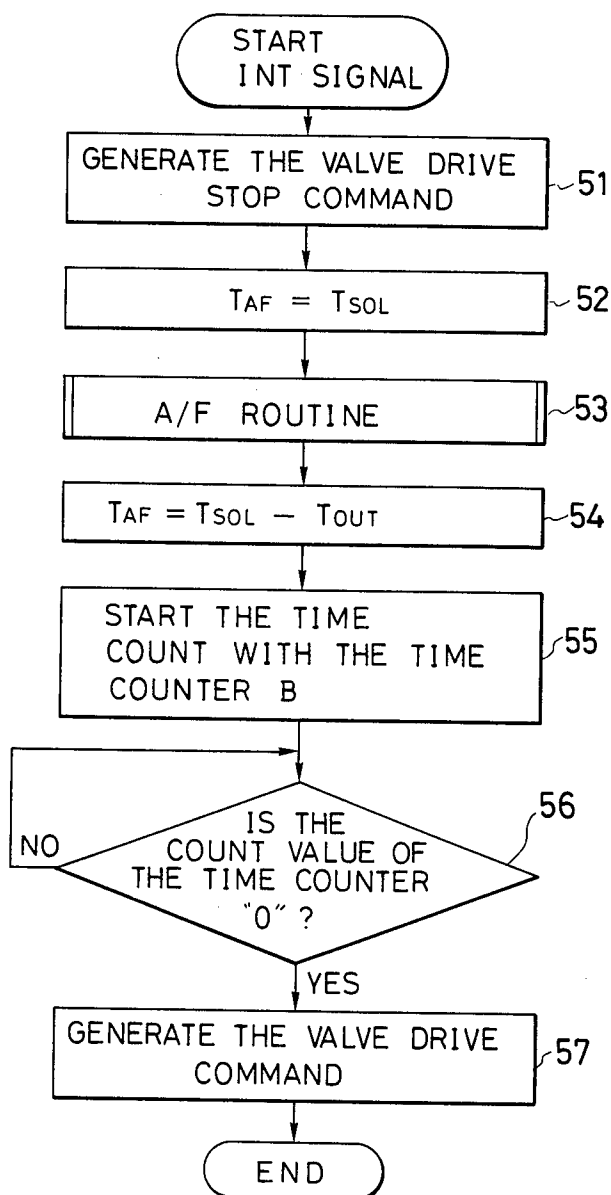 START
INT SIGNAL
GENERATE THE VALVE DRIVE
STOP COMMAND
51
TAF = TSOL
52
A/F ROUTINE
53
TAF = TSOL - TOUT
54
START THE TIME
COUNT WITH THE TIME
COUNTER B
55
56
IS THE
COUNT VALUE OF
THE TIME COUNTER
"0" ?
NO
YES
GENERATE THE VALVE DRIVE
COMMAND
57
END